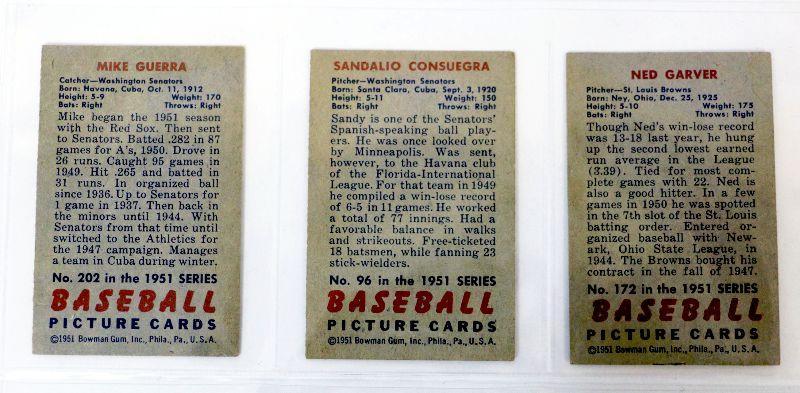 MIKE GUERRA
Catcher—Washington Senators
Born: Havana, Cuba, Oct. 11, 1912
Height: 5-9 Weight: 170
Bats: Right Throws: Right
Mike began the 1951 season
with the Red Sox. Then sent
to Senators. Batted .282 in 87
games for A's, 1950. Drove in
26 runs. Caught 95 games in
1949. Hit .265 and batted in
31 runs. In organized ball
since 1936. Up to Senators for
1 game in 1937. Then back in
the minors until 1944. With
Senators from that time until
switched to the Athletics for
the 1947 campaign. Manages
a team in Cuba during winter.
No. 202 in the 1951 SERIES
BASEBALL
PICTURE CARDS
©1951 Bowman Gum, Inc., Phila., Pa., U. S. A.
SANDALIO CONSUEGRA
Pitcher—Washington Senators
Born: Santa Clara, Cuba, Sept. 3, 1920
Height: 5-11 Weight: 150
Bats: Right Throws: Right
Sandy is one of the Senators'
Spanish-speaking ball play-
ers. He was once looked over
by Minneapolis. Was sent,
however, to the Havana club
of the Florida-International
League. For that team in 1949
he compiled a win-lose record
of 6-5 in 11 games. He worked
a total of 77 innings. Had a
favorable balance in walks
and strikeouts. Free-ticketed
18 batsmen, while fanning 23
stick-wielders.
No. 96 in the 1951 SERIES
BASEBALL
PICTURE CARDS
©1951 Bowman Gum, Inc., Phila., Pa., U. S. A.
NED GARVER
Pitcher—St. Louis Browns
Born: Ney, Ohio, Dec. 25, 1925
Height: 5-10 Weight: 175
Bats: Right Throws: Right
Though Ned's win-lose record
was 13-18 last year, he hung
up the second lowest earned
run average in the League
(3.39). Tied for most com-
plete games with 22. Ned is
also a good hitter. In a few
games in 1950 he was spotted
in the 7th slot of the St. Louis
batting order. Entered or-
ganized baseball with New-
ark, Ohio State League, in
1944. The Browns bought his
contract in the fall of 1947.
No. 172 in the 1951 SERIES
BASEBALL
PICTURE CARDS
©1951 Bowman Gum, Inc., Phila., Pa., U. S. A.